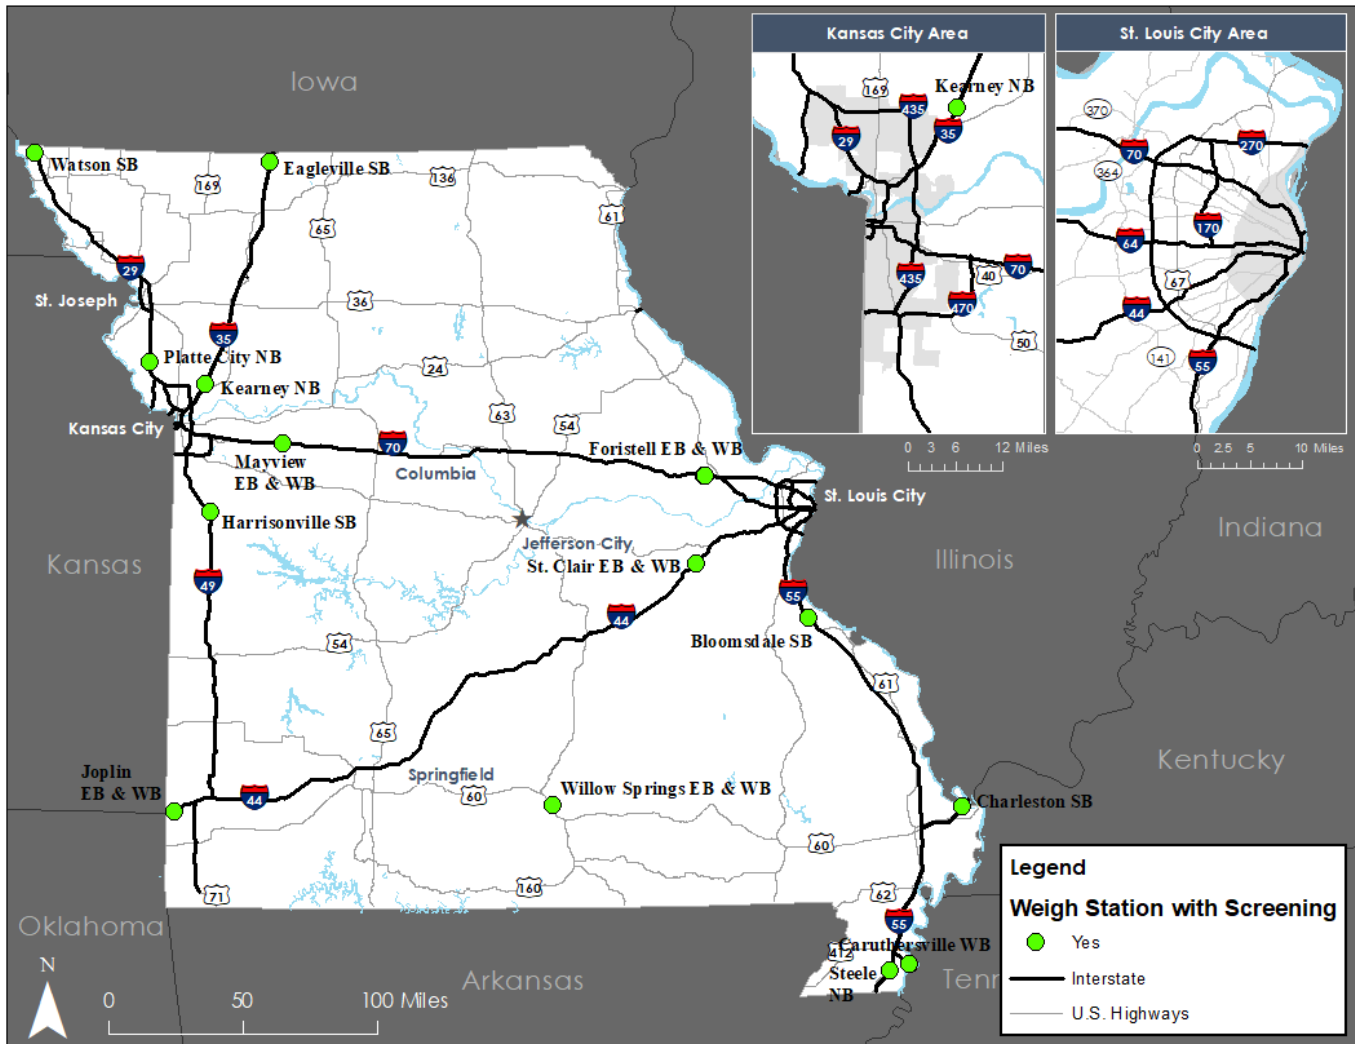 Kansas City Area
St. Louis City Area
Iowa
Kearney NB
169
435
35
29
435
40
70
470
50
0 3 6 12 Miles
370
270
70
364
170
64
67
44
141
55
0 2.5 5 10 Miles
Watson SB
Eagleville SB
169
136
61
65
29
St. Joseph
36
35
Platte City NB
24
Kearney NB
63
54
Kansas City
70
Foristell EB & WB
Mayview
EB & WB
Columbia
St. Louis City
Harrisonville SB
Indiana
Jefferson City
Kansas
St. Clair EB & WB
Illinois
49
55
44
54
Bloomsdale SB
61
65
Kentucky
Joplin
EB & WB
Springfield
44
60
Willow Springs EB & WB
Charleston SB
60
71
160
62
Oklahoma
55
Caruthersville WB
412
Steele
NB
Tenn
Arkansas
N
0 50 100 Miles
Legend
Weigh Station with Screening
Yes
Interstate
U.S. Highways